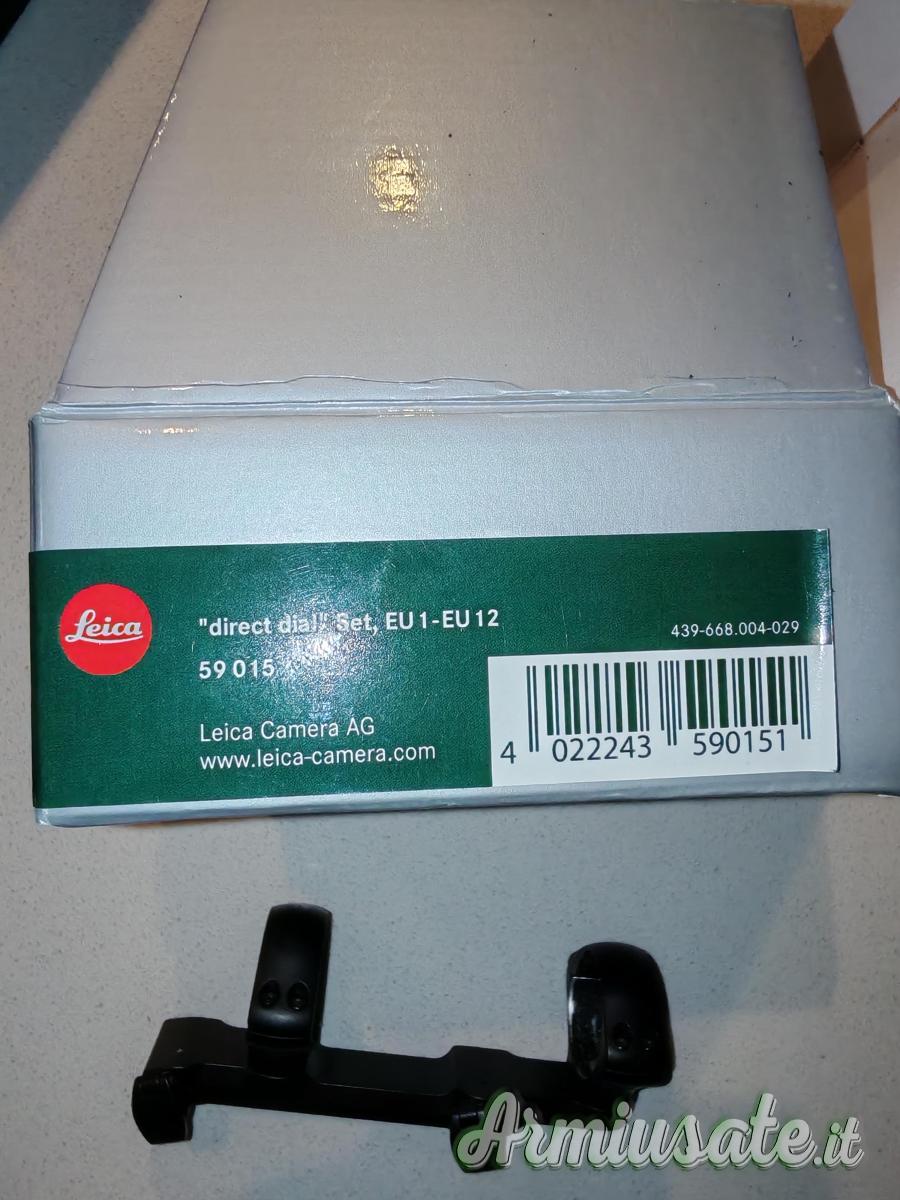 Leica
"direct dial" Set, EU 1-EU 12
439-668.004-029
59 015
Leica Camera AG
www.leica-camera.com
4 022243 590151
Armiusate.it